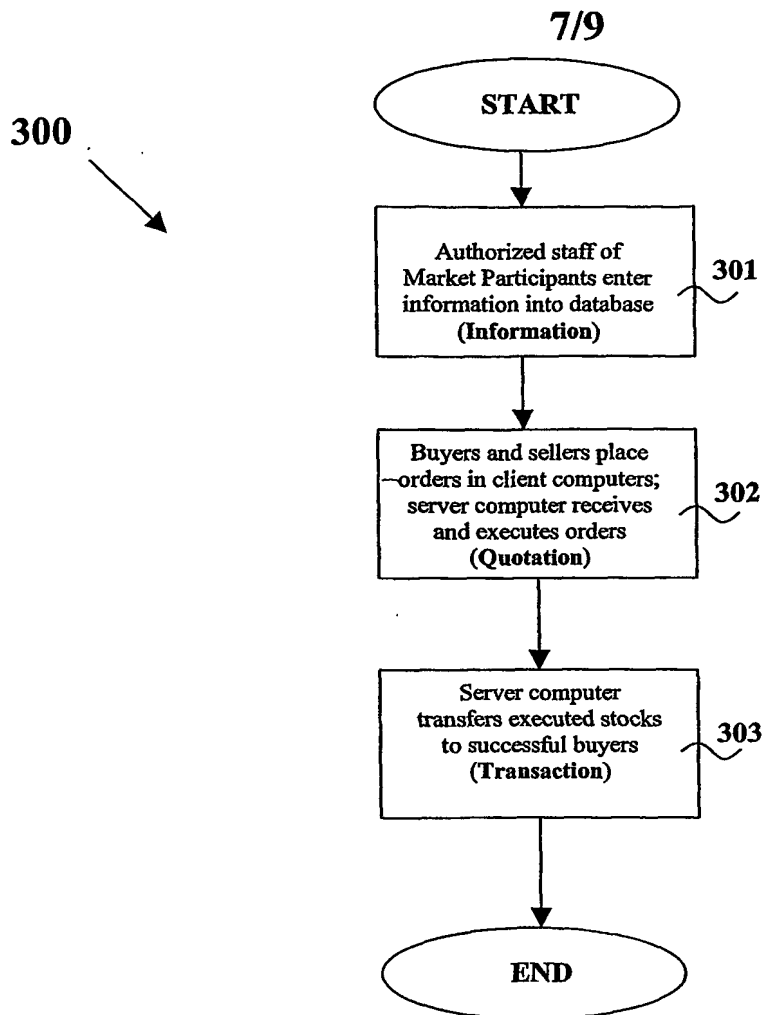 7/9
START
300
Authorized staff of
Market Participants enter
information into database
(Information)
301
Buyers and sellers place
orders in client computers;
server computer receives
and executes orders
(Quotation)
302
Server computer
transfers executed stocks
to successful buyers
(Transaction)
303
END